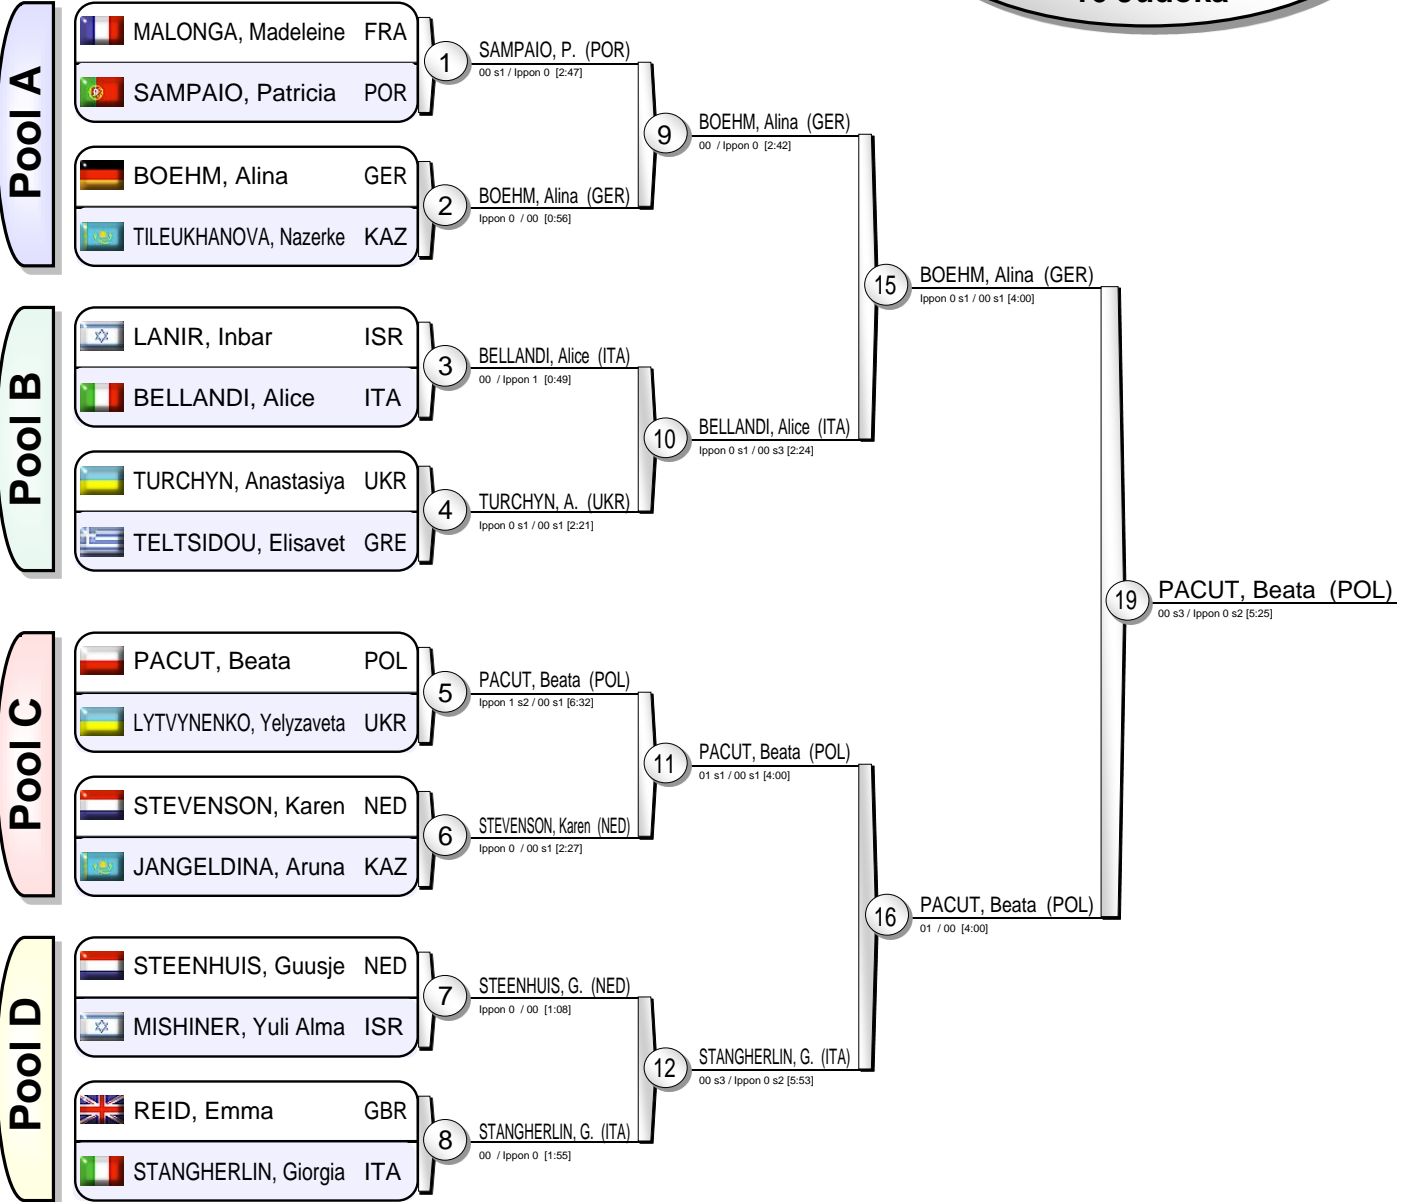 Pool A
MALONGA, Madeleine FRA
SAMPAIO, Patricia POR
BOEHM, Alina GER
TILEUKHANOVA, Nazerke KAZ
Pool B
LANIR, Inbar ISR
BELLANDI, Alice ITA
TURCHYN, Anastasiya UKR
TELTSIDOU, Elisavet GRE
Pool C
PACUT, Beata POL
LYTVYNENKO, Yelyzaveta UKR
STEVENSON, Karen NED
JANGELDINA, Aruna KAZ
Pool D
STEENHUIS, Guusje NED
MISHINER, Yuli Alma ISR
REID, Emma GBR
STANGHERLIN, Giorgia ITA
1
SAMPAIO, P. (POR)
00 s1 / Ippon 0 [2:47]
2
BOEHM, Alina (GER)
Ippon 0 / 00 [0:56]
3
BELLANDI, Alice (ITA)
00 / Ippon 1 [0:49]
4
TURCHYN, A. (UKR)
Ippon 0 s1 / 00 s1 [2:21]
5
PACUT, Beata (POL)
Ippon 1 s2 / 00 s1 [6:32]
6
STEVENSON, Karen (NED)
Ippon 0 / 00 s1 [2:27]
7
STEENHUIS, G. (NED)
Ippon 0 / 00 [1:08]
8
STANGHERLIN, G. (ITA)
00 / Ippon 0 [1:55]
9
BOEHM, Alina (GER)
00 / Ippon 0 [2:42]
10
BELLANDI, Alice (ITA)
Ippon 0 s1 / 00 s3 [2:24]
11
PACUT, Beata (POL)
01 s1 / 00 s1 [4:00]
12
STANGHERLIN, G. (ITA)
00 s3 / Ippon 0 s2 [5:53]
15
BOEHM, Alina (GER)
Ippon 0 s1 / 00 s1 [4:00]
16
PACUT, Beata (POL)
01 / 00 [4:00]
19
PACUT, Beata (POL)
00 s3 / Ippon 0 s2 [5:25]